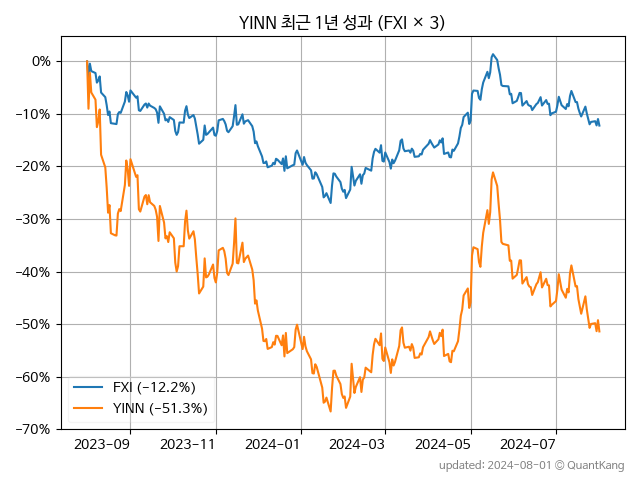 YINN 최근 1년 성과 (FXI × 3)
0%
−10%
−20%
−30%
−40%
−50%
−60%
−70%
FXI (−12.2%)
YINN (−51.3%)
2023-09 2023-11 2024-01 2024-03 2024-05 2024-07
updated: 2024-08-01 © QuantKang